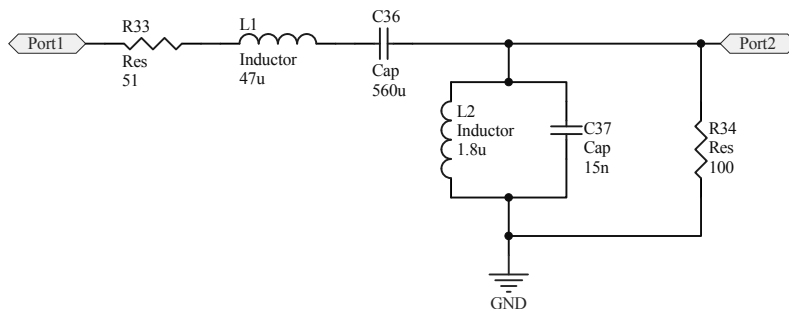 Port1
R33
Res
51
L1
Inductor
47u
C36
Cap
560u
Port2
L2
Inductor
1.8u
C37
Cap
15n
R34
Res
100
GND